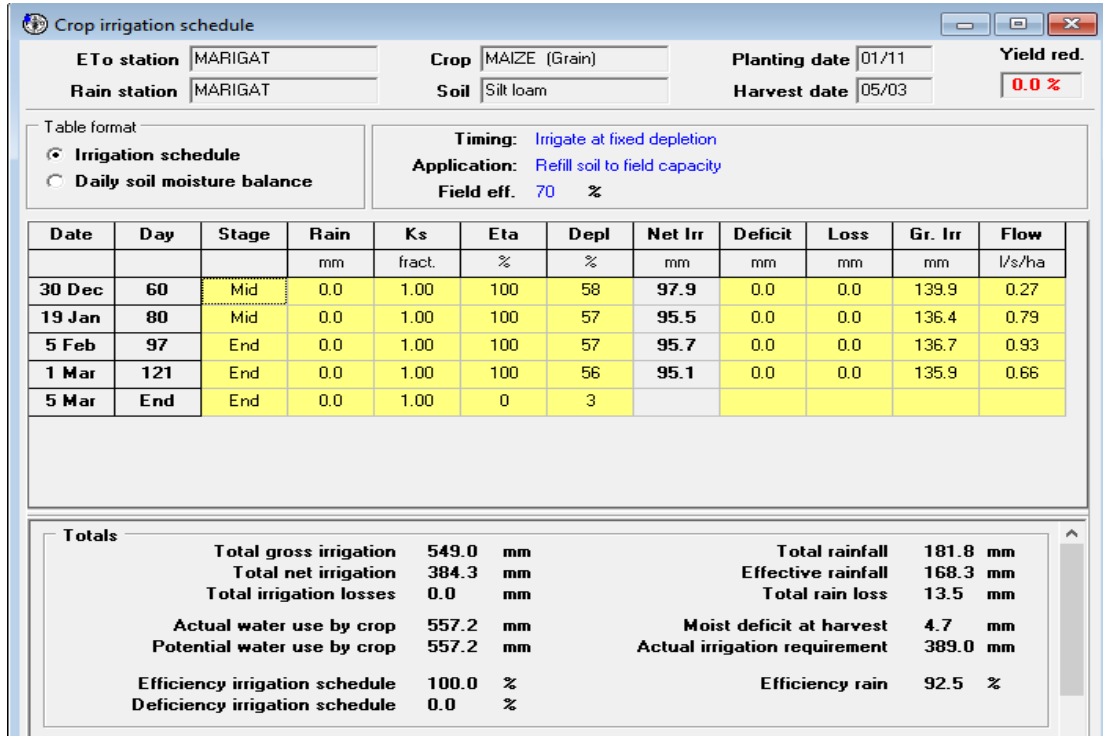 Crop irrigation schedule
ETo station MARIGAT Crop MAIZE (Grain) Planting date 01/11 Yield red.
Rain station MARIGAT Soil Silt loam Harvest date 05/03 0.0 %
Table format
Irrigation schedule
Daily soil moisture balance
Timing: Irrigate at fixed depletion
Application: Refill soil to field capacity
Field eff. 70 %
Date Day Stage Rain Ks Eta Depl Net Irr Deficit Loss Gr. Irr Flow
mm fract. % % mm mm mm mm l/s/ha
30 Dec 60 Mid 0.0 1.00 100 58 97.9 0.0 0.0 139.9 0.27
19 Jan 80 Mid 0.0 1.00 100 57 95.5 0.0 0.0 136.4 0.79
5 Feb 97 End 0.0 1.00 100 57 95.7 0.0 0.0 136.7 0.93
1 Mar 121 End 0.0 1.00 100 56 95.1 0.0 0.0 135.9 0.66
5 Mar End End 0.0 1.00 0 3
Totals
Total gross irrigation 549.0 mm Total rainfall 181.8 mm
Total net irrigation 384.3 mm Effective rainfall 168.3 mm
Total irrigation losses 0.0 mm Total rain loss 13.5 mm
Actual water use by crop 557.2 mm Moist deficit at harvest 4.7 mm
Potential water use by crop 557.2 mm Actual irrigation requirement 389.0 mm
Efficiency irrigation schedule 100.0 % Efficiency rain 92.5 %
Deficiency irrigation schedule 0.0 %